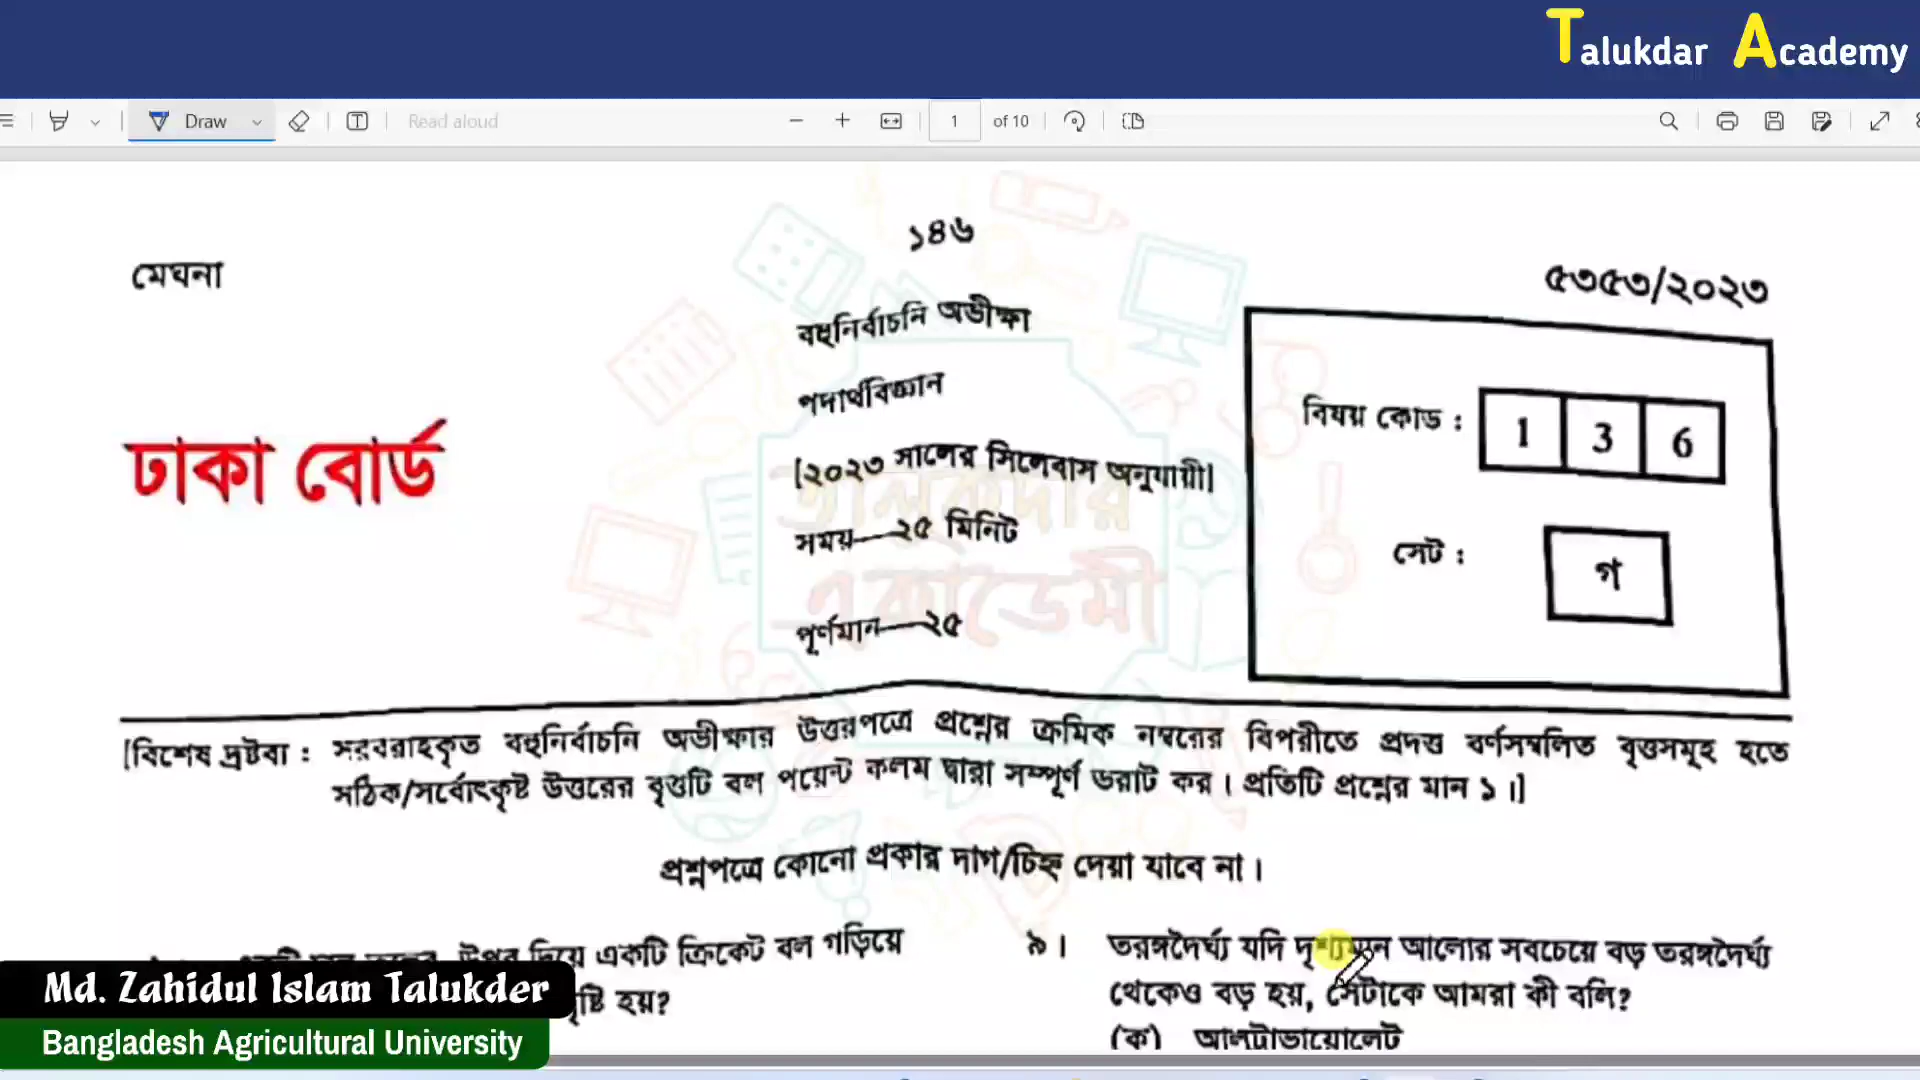 Talukdar Academy
Draw
Read aloud
1 of 10
১৪৬
মেঘনা
৫৩৫৩/২০২৩
বহুনির্বাচনি অভীক্ষা
পদার্থবিজ্ঞান
ঢাকা বোর্ড
[২০২৩ সালের সিলেবাস অনুযায়ী]
সময়—২৫ মিনিট
পূর্ণমান—২৫
বিষয় কোড : 1 3 6
সেট : গ
তালুকদার
একাডেমী
[বিশেষ দ্রষ্টব্য : সরবরাহকৃত বহুনির্বাচনি অভীক্ষার উত্তরপত্রে প্রশ্নের ক্রমিক নম্বরের বিপরীতে প্রদত্ত বর্ণসম্বলিত বৃত্তসমূহ হতে
সঠিক/সর্বোৎকৃষ্ট উত্তরের বৃত্তটি বল পয়েন্ট কলম দ্বারা সম্পূর্ণ ভরাট কর। প্রতিটি প্রশ্নের মান ১।]
প্রশ্নপত্রে কোনো প্রকার দাগ/চিহ্ন দেয়া যাবে না।
উপর দিয়ে একটি ক্রিকেট বল গড়িয়ে
হয়?
৯। তরঙ্গদৈর্ঘ্য যদি দৃশ্যমান আলোর সবচেয়ে বড় তরঙ্গদৈর্ঘ্য
থেকেও বড় হয়, সেটাকে আমরা কী বলি?
(ক) আলট্রাভায়োলেট
Md. Zahidul Islam Talukder
Bangladesh Agricultural University